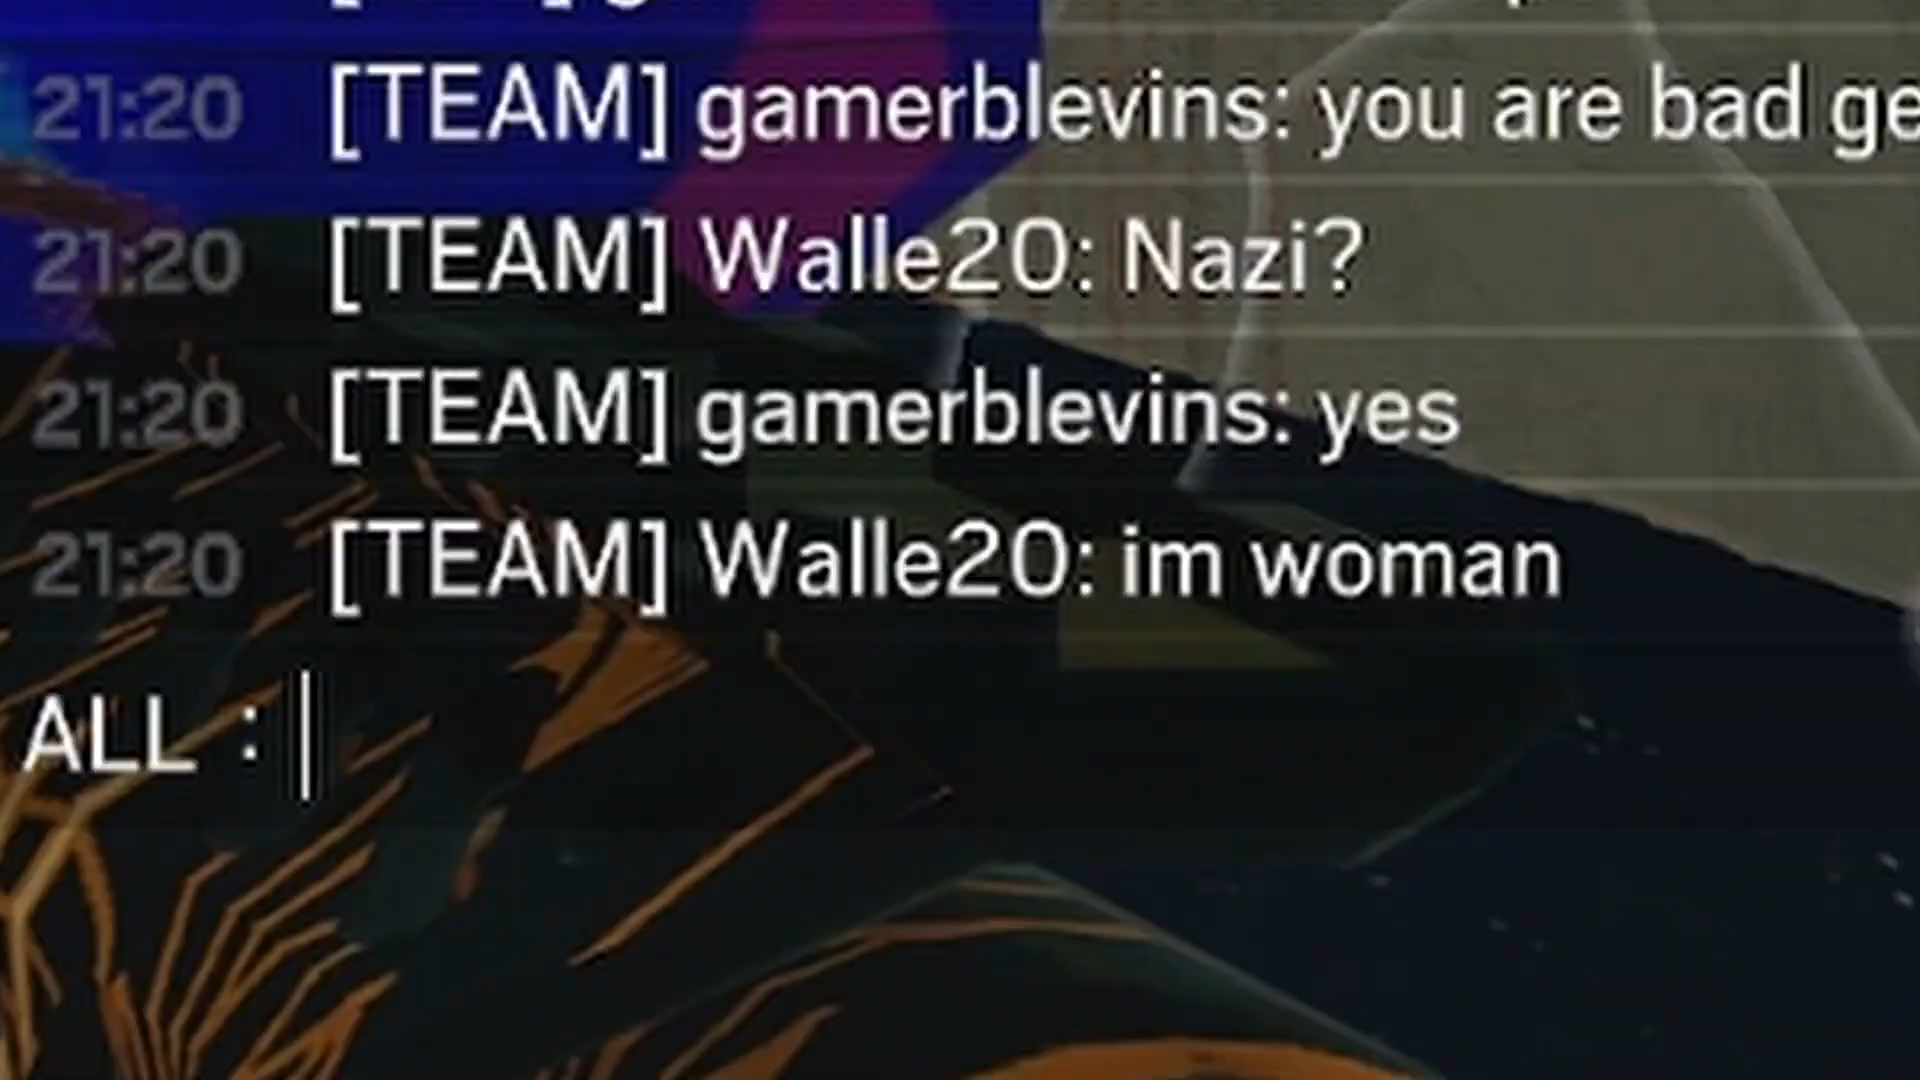 21:20 [TEAM] gamerblevins: you are bad ge
21:20 [TEAM] Walle20: Nazi?
21:20 [TEAM] gamerblevins: yes
21:20 [TEAM] Walle20: im woman
ALL :